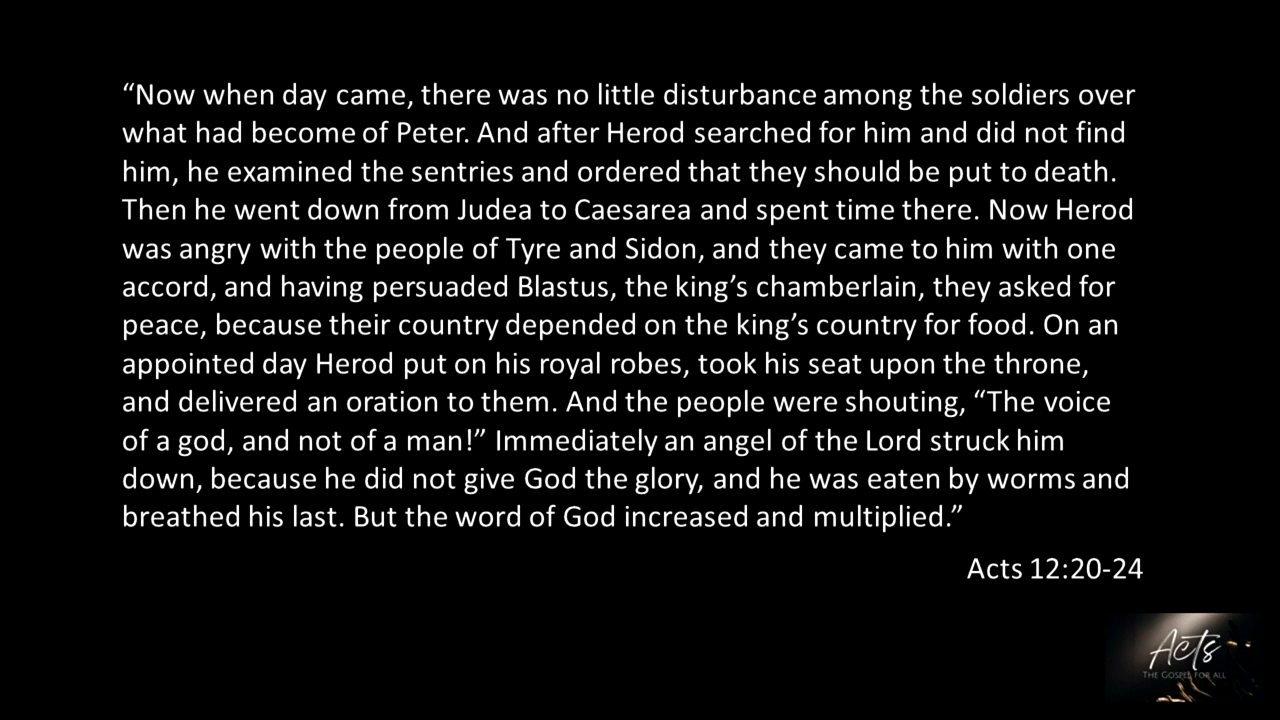 “Now when day came, there was no little disturbance among the soldiers over
what had become of Peter. And after Herod searched for him and did not find
him, he examined the sentries and ordered that they should be put to death.
Then he went down from Judea to Caesarea and spent time there. Now Herod
was angry with the people of Tyre and Sidon, and they came to him with one
accord, and having persuaded Blastus, the king’s chamberlain, they asked for
peace, because their country depended on the king’s country for food. On an
appointed day Herod put on his royal robes, took his seat upon the throne,
and delivered an oration to them. And the people were shouting, “The voice
of a god, and not of a man!” Immediately an angel of the Lord struck him
down, because he did not give God the glory, and he was eaten by worms and
breathed his last. But the word of God increased and multiplied.”
Acts 12:20-24
Acts
THE GOSPEL FOR ALL